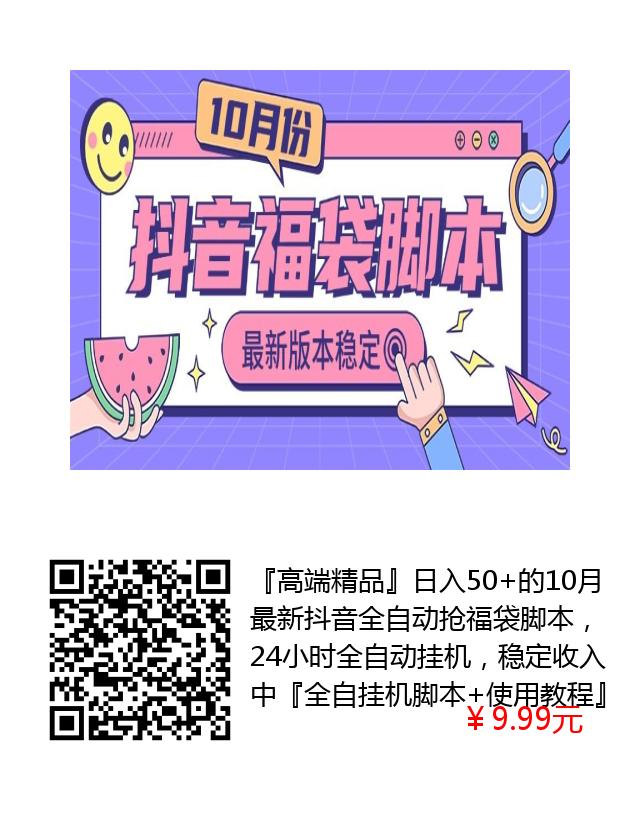 10月份
抖音福袋脚本
最新版本稳定
『高端精品』日入50+的10月
最新抖音全自动抢福袋脚本，
24小时全自动挂机，稳定收入
中『全自挂机脚本+使用教程』
￥9.99元